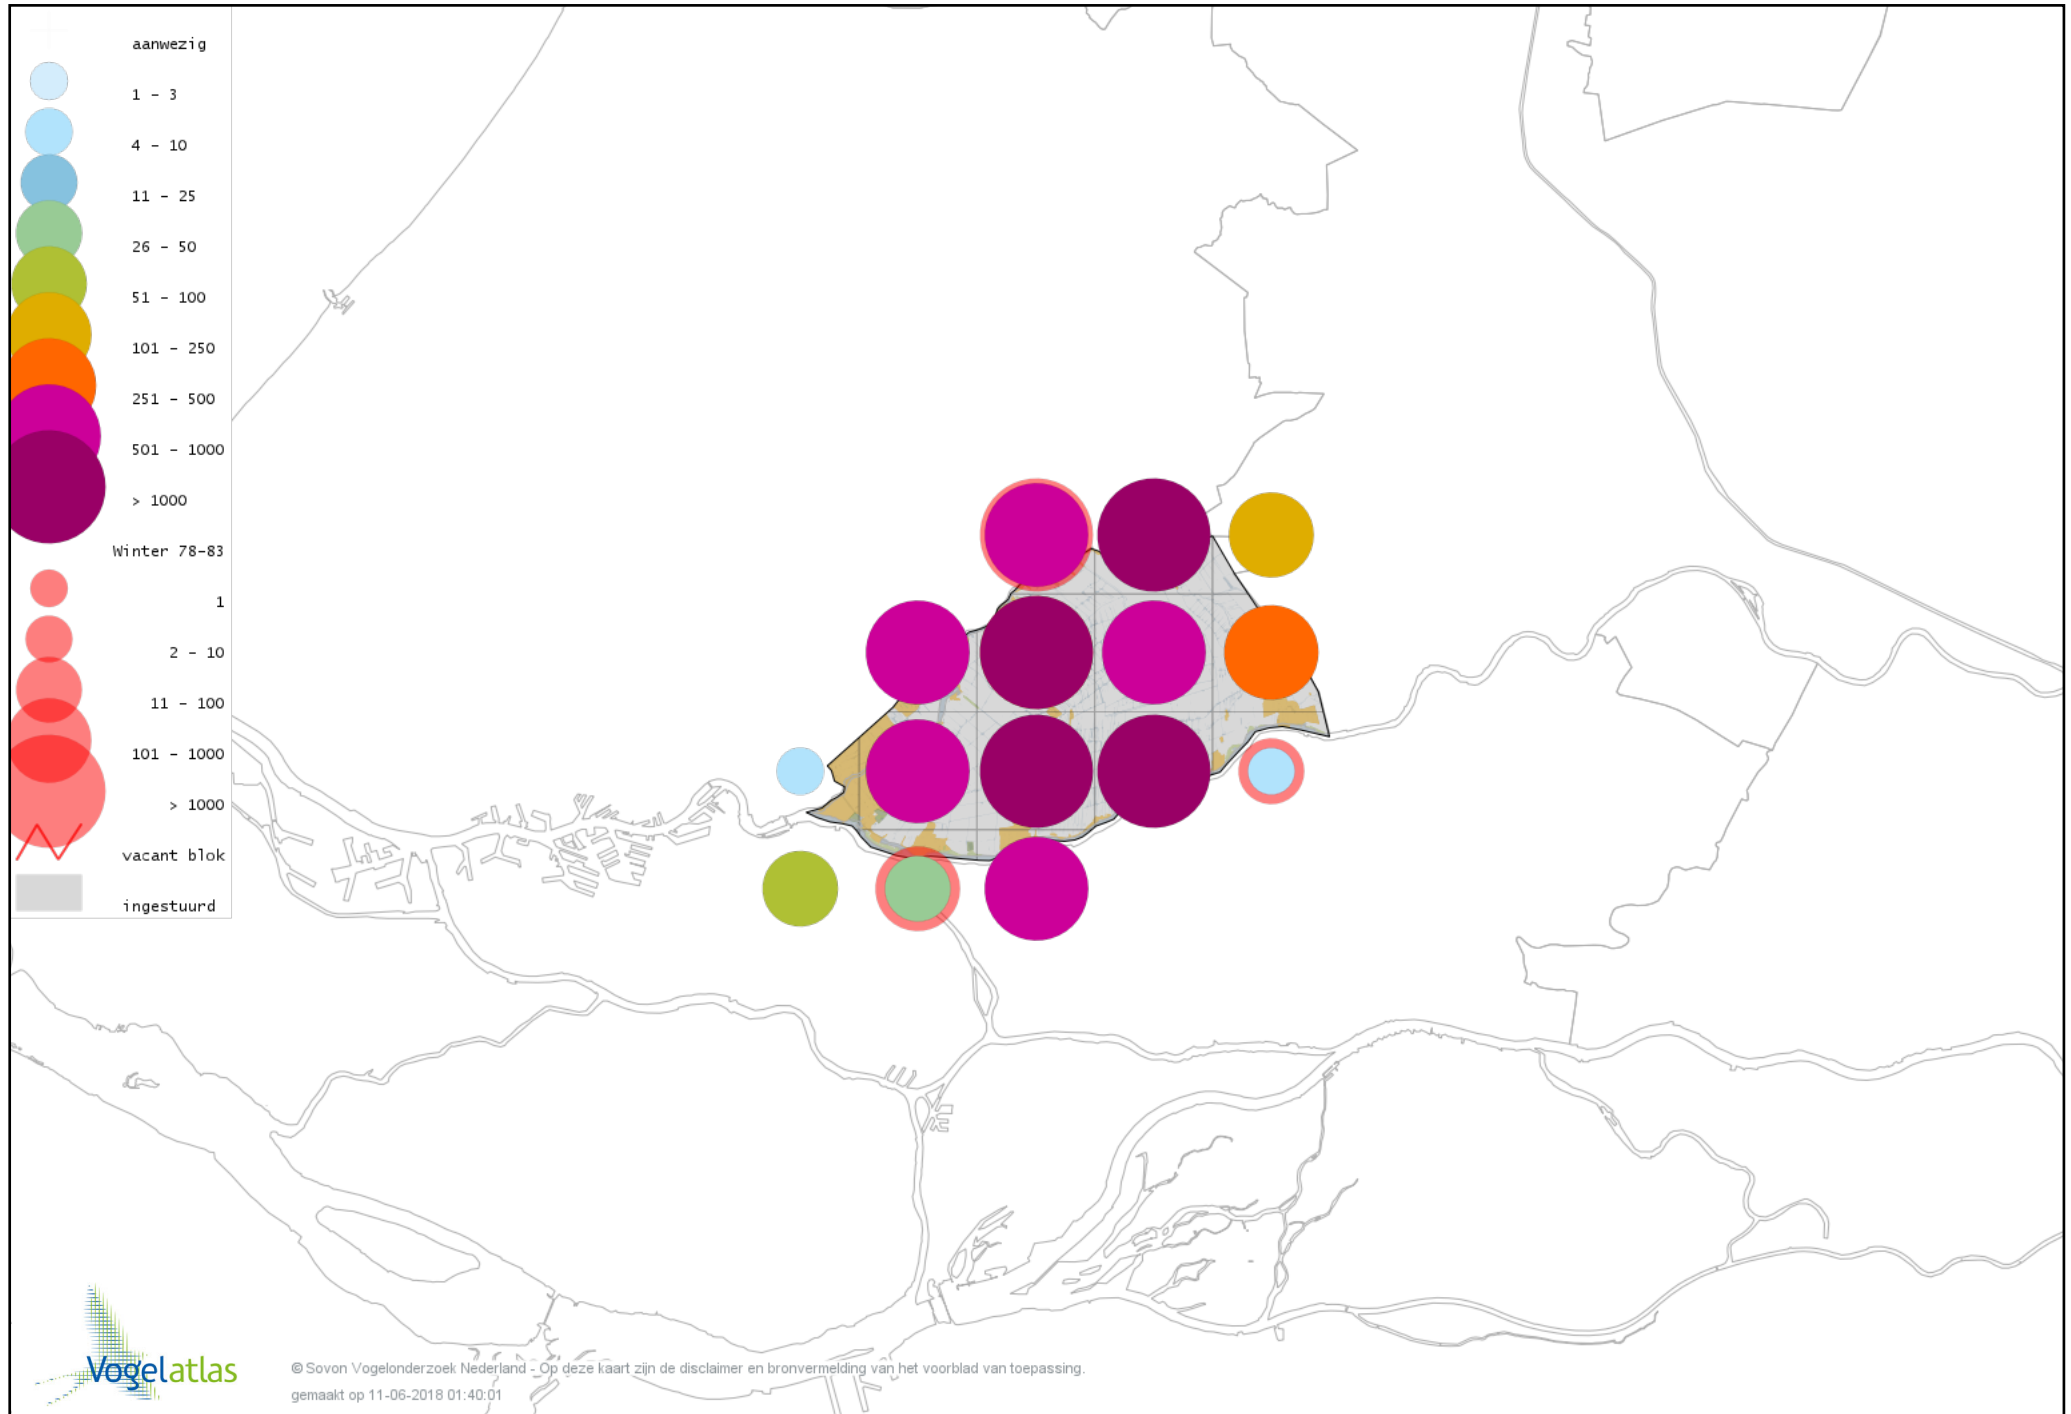 aanwezig
1 - 3
4 - 10
11 - 25
26 - 50
51 - 100
101 - 250
251 - 500
501 - 1000
> 1000
Winter 78-83
1
2 - 10
11 - 100
101 - 1000
> 1000
vacant blok
ingestuurd
Vogelatlas
© Sovon Vogelonderzoek Nederland - Op deze kaart zijn de disclaimer en bronvermelding van het voorblad van toepassing.
gemaakt op 11-06-2018 01:40:01